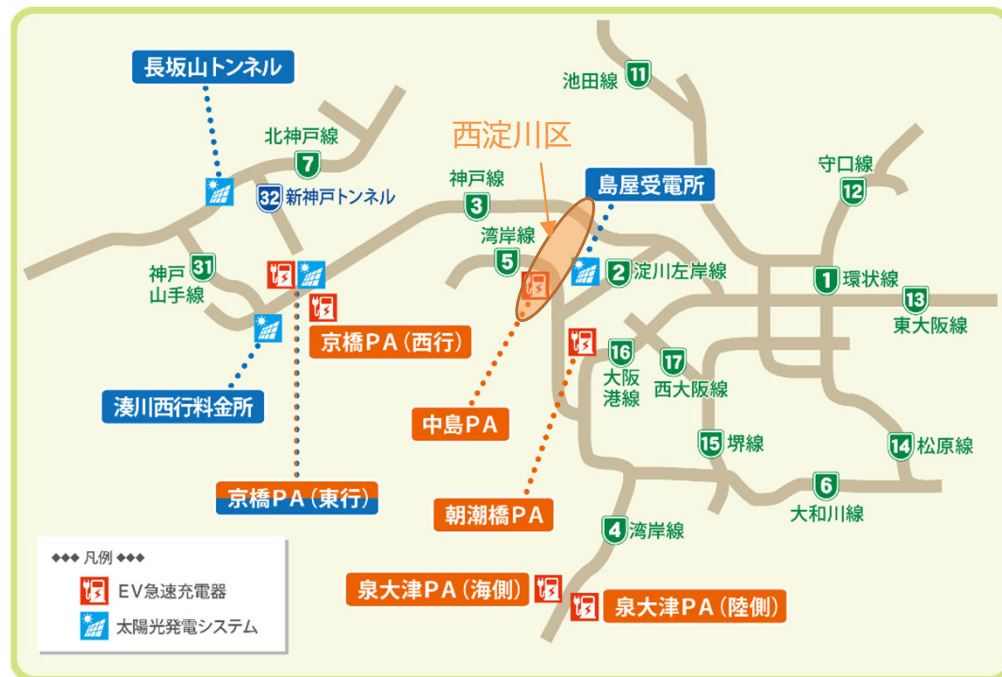 長坂山トンネル
11
池田線
西淀川区
北神戸線
7
守口線
12
神戸線
3
島屋受電所
32
新神戸トンネル
湾岸線
5
31
神戸
山手線
2
淀川左岸線
1
環状線
13
東大阪線
京橋PA(西行)
16
大阪
港線
17
西大阪線
湊川西行料金所
中島PA
15
堺線
14
松原線
京橋PA(東行)
朝潮橋PA
6
大和川線
4
湾岸線
◆◆◆ 凡例 ◆◆◆
EV急速充電器
太陽光発電システム
泉大津PA(海側)
泉大津PA(陸側)